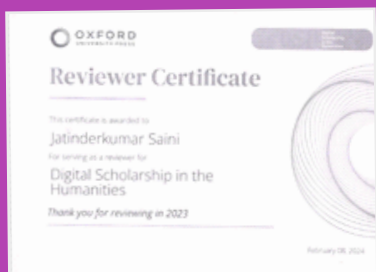 OXFORD
UNIVERSITY PRESS
Reviewer Certificate
This certificate is awarded to
Jatinderkumar Saini
For serving as a reviewer for
Digital Scholarship in the
Humanities
Thank you for reviewing in 2023
February 08, 2024